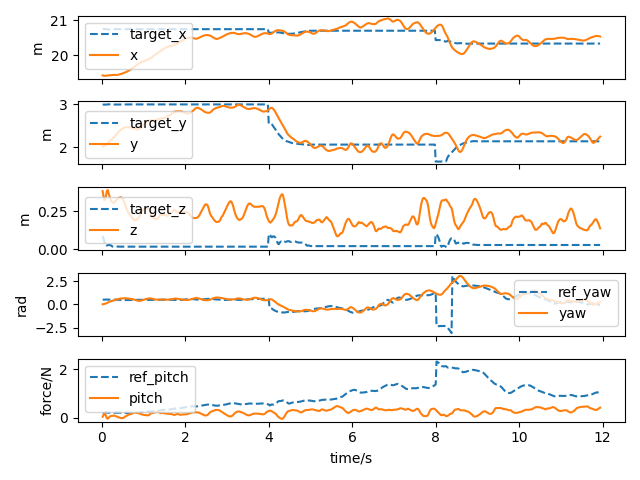 21
20
m
target_x
x
3
2
m
target_y
y
0.25
0.00
m
target_z
z
2.5
0.0
−2.5
rad
ref_yaw
yaw
2
0
force/N
ref_pitch
pitch
0 2 4 6 8 10 12
time/s